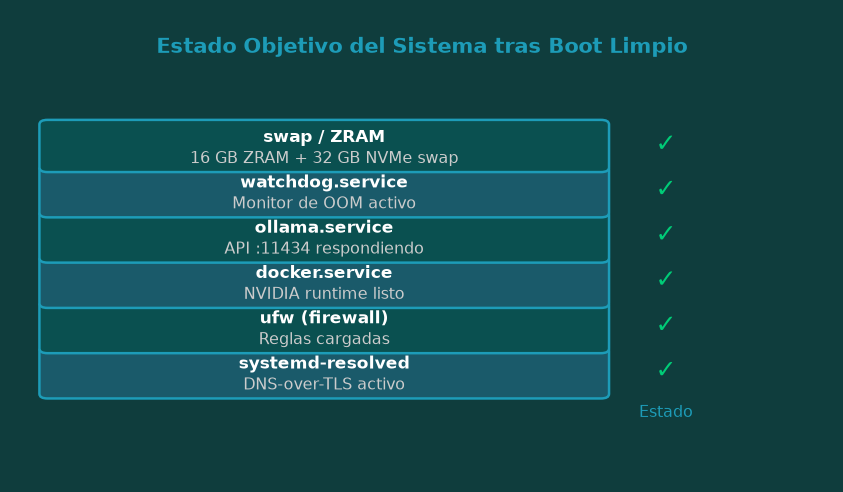 Estado Objetivo del Sistema tras Boot Limpio
swap / ZRAM
16 GB ZRAM + 32 GB NVMe swap
✓
watchdog.service
Monitor de OOM activo
✓
ollama.service
API :11434 respondiendo
✓
docker.service
NVIDIA runtime listo
✓
ufw (firewall)
Reglas cargadas
✓
systemd-resolved
DNS-over-TLS activo
✓
Estado